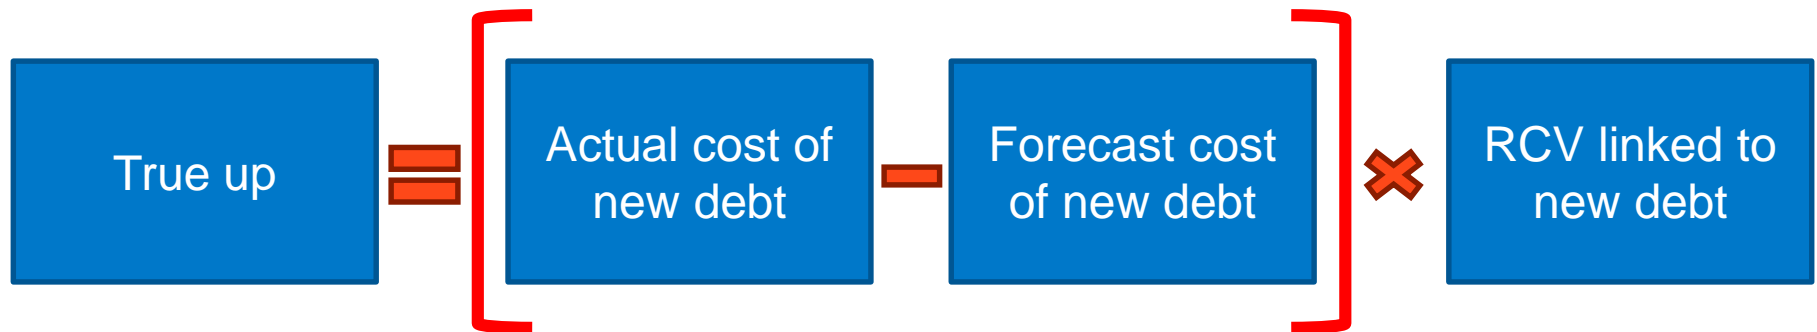 True up
Actual cost of
new debt
Forecast cost
of new debt
RCV linked to
new debt